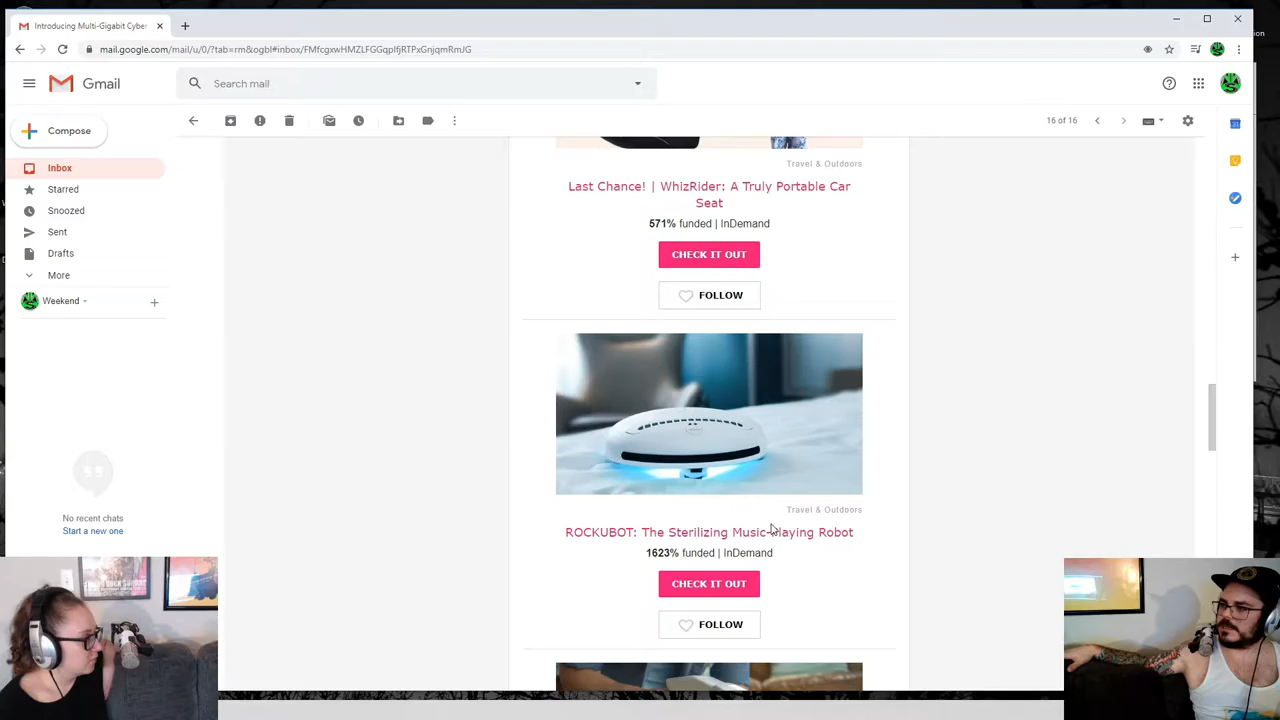 Introducing Multi-Gigabit Cyber
mail.google.com/mail/u/0/?tab=rm&ogbl#inbox/FMfcgxwHMZLFGGqpIfjRTPxGnjqmRmJG
Gmail
Search mail
Compose
16 of 16
Inbox
Starred
Snoozed
Sent
Drafts
More
Weekend
No recent chats
Start a new one
Travel & Outdoors
Last Chance! | WhizRider: A Truly Portable Car
Seat
571% funded | InDemand
CHECK IT OUT
FOLLOW
Travel & Outdoors
ROCKUBOT: The Sterilizing Music-Playing Robot
1623% funded | InDemand
CHECK IT OUT
FOLLOW